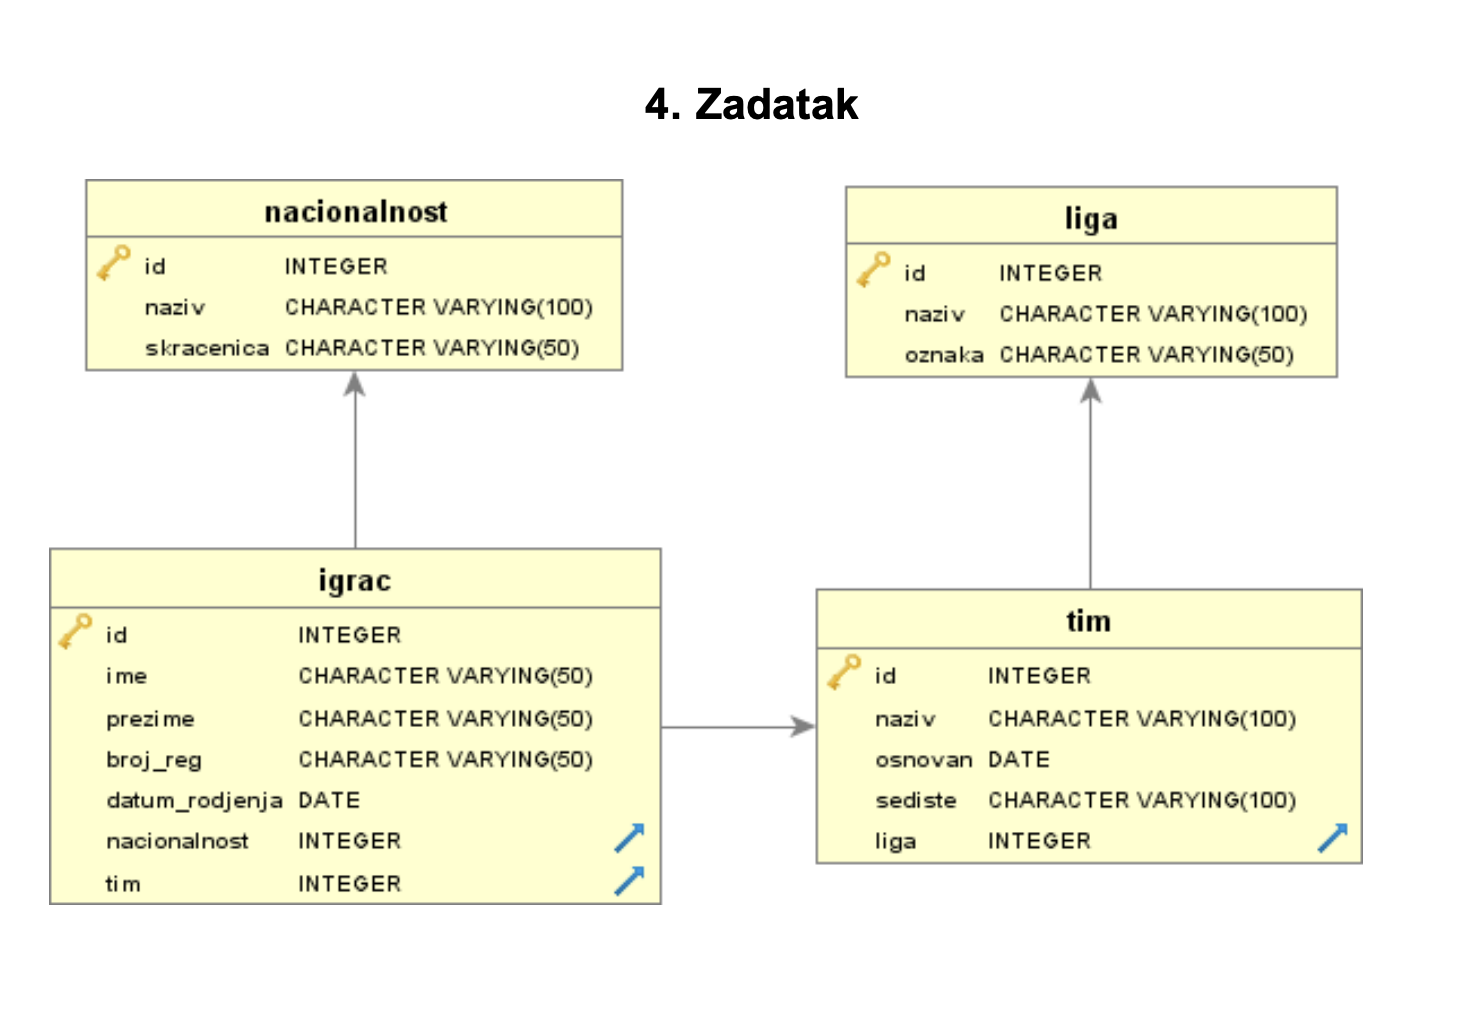 4. Zadatak
nacionalnost
id INTEGER
naziv CHARACTER VARYING(100)
skracenica CHARACTER VARYING(50)
liga
id INTEGER
naziv CHARACTER VARYING(100)
oznaka CHARACTER VARYING(50)
igrac
id INTEGER
ime CHARACTER VARYING(50)
prezime CHARACTER VARYING(50)
broj_reg CHARACTER VARYING(50)
datum_rodjenja DATE
nacionalnost INTEGER
tim INTEGER
tim
id INTEGER
naziv CHARACTER VARYING(100)
osnovan DATE
sediste CHARACTER VARYING(100)
liga INTEGER